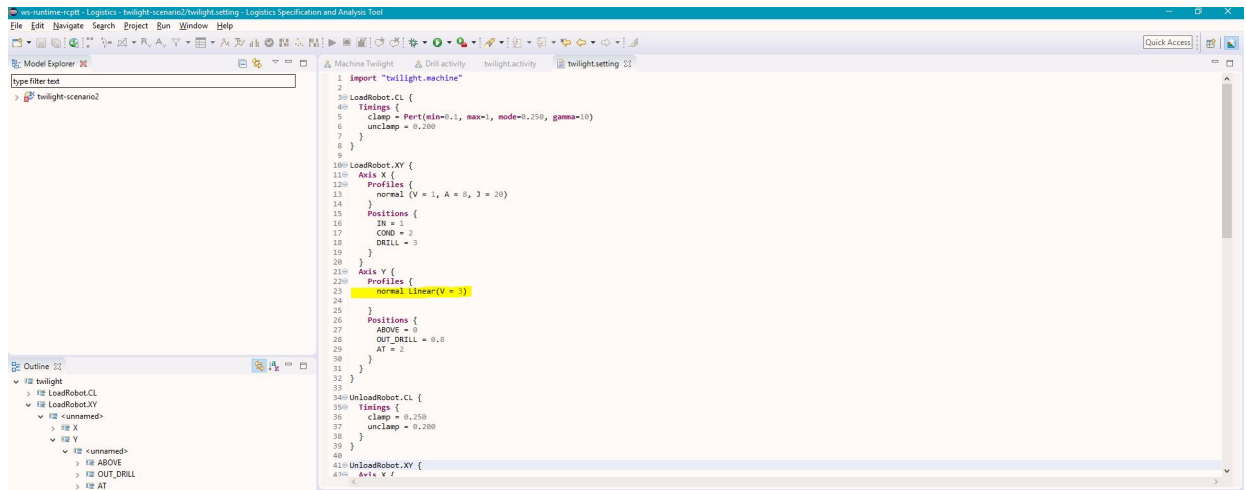 ws-runtime-rcptt - Logistics - twilight-scenario2/twilight.setting - Logistics Specification and Analysis Tool
File Edit Navigate Search Project Run Window Help
Quick Access
Model Explorer
type filter text
twilight-scenario2
Machine Twilight Drill activity twilight.activity twilight.setting
1 import "twilight.machine"
2
3 LoadRobot.CL {
4 Timings {
5 clamp = Pert(min=0.1, max=1, mode=0.250, gamma=10)
6 unclamp = 0.200
7 }
8 }
9
10 LoadRobot.XY {
11 Axis X {
12 Profiles {
13 normal (V = 1, A = 8, J = 20)
14 }
15 Positions {
16 IN = 1
17 COND = 2
18 DRILL = 3
19 }
20 }
21 Axis Y {
22 Profiles {
23 normal Linear(V = 3)
24
25 }
26 Positions {
27 ABOVE = 0
28 OUT_DRILL = 0.8
29 AT = 2
30 }
31 }
32 }
33
34 UnloadRobot.CL {
35 Timings {
36 clamp = 0.250
37 unclamp = 0.200
38 }
39 }
40
41 UnloadRobot.XY {
42 Axis X {
Outline
twilight
LoadRobot.CL
LoadRobot.XY
<unnamed>
X
Y
<unnamed>
ABOVE
OUT_DRILL
AT